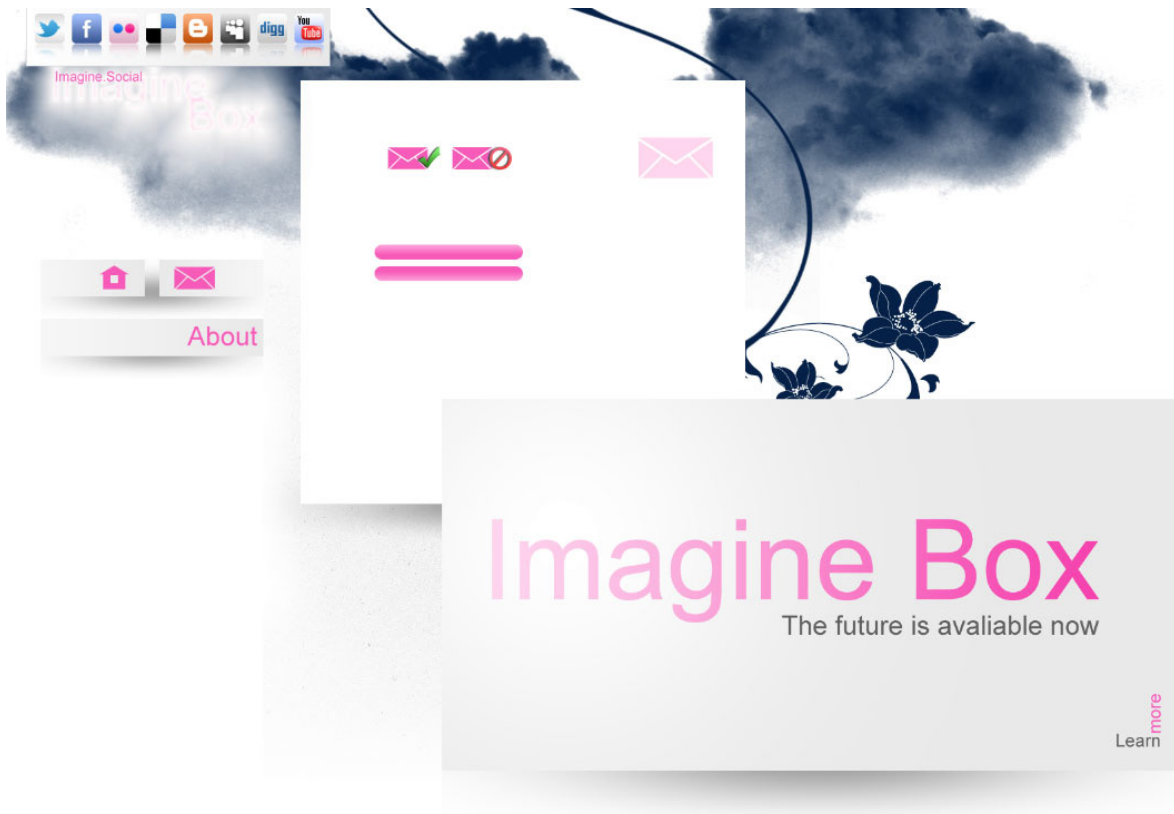 You
Tube
digg
Imagine.Social
Imagine
Box
About
Imagine Box
The future is avaliable now
Learn more